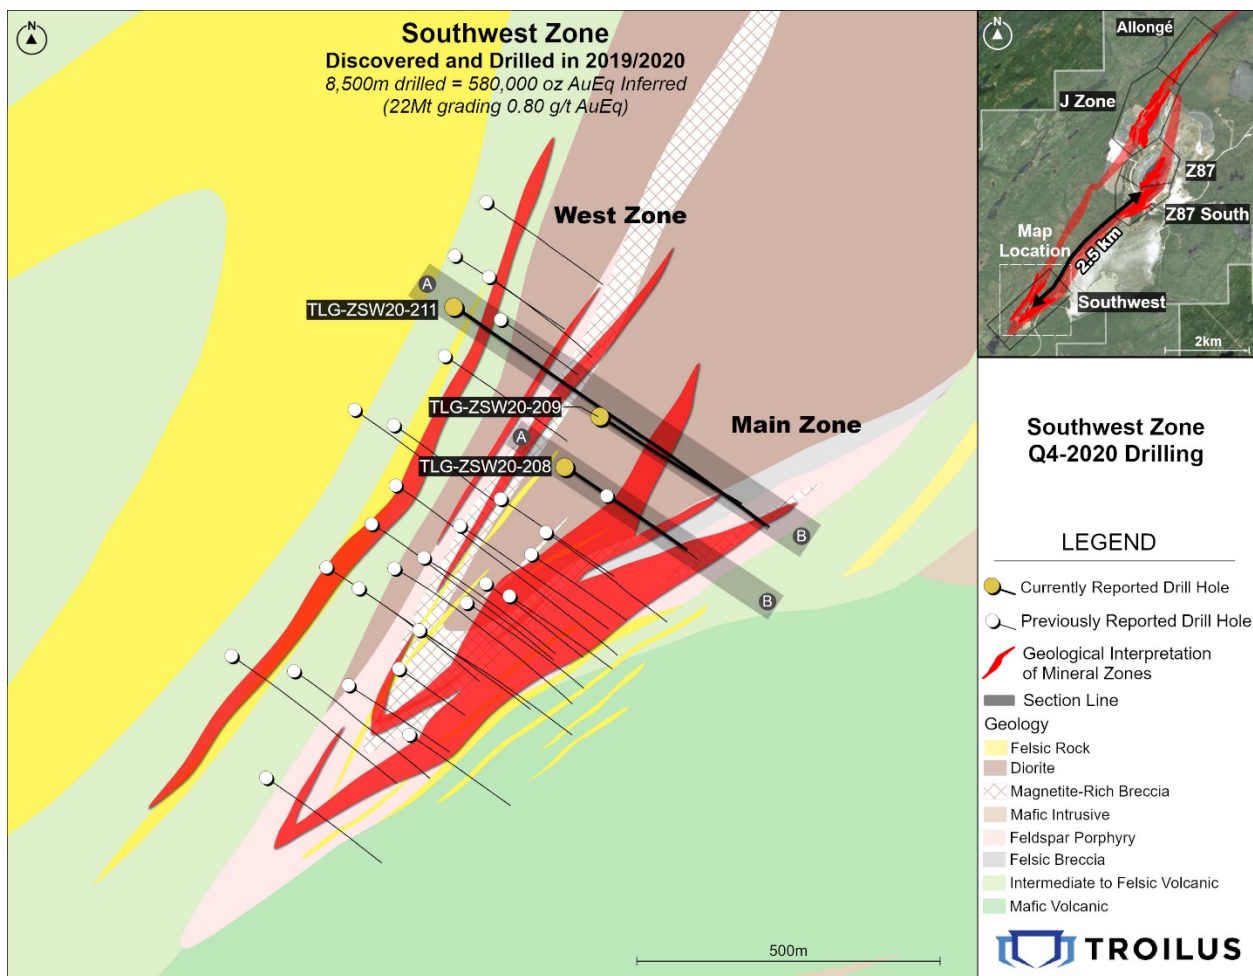 N
Southwest Zone
Discovered and Drilled in 2019/2020
8,500m drilled = 580,000 oz AuEq Inferred
(22Mt grading 0.80 g/t AuEq)
West Zone
A
TLG-ZSW20-211
TLG-ZSW20-209
Main Zone
A
TLG-ZSW20-208
B
B
500m
N
Allongé
J Zone
Z87
Z87 South
Map
Location
2.5 km
Southwest
2km
Southwest Zone
Q4-2020 Drilling
LEGEND
Currently Reported Drill Hole
Previously Reported Drill Hole
Geological Interpretation
of Mineral Zones
Section Line
Geology
Felsic Rock
Diorite
Magnetite-Rich Breccia
Mafic Intrusive
Feldspar Porphyry
Felsic Breccia
Intermediate to Felsic Volcanic
Mafic Volcanic
TROILUS